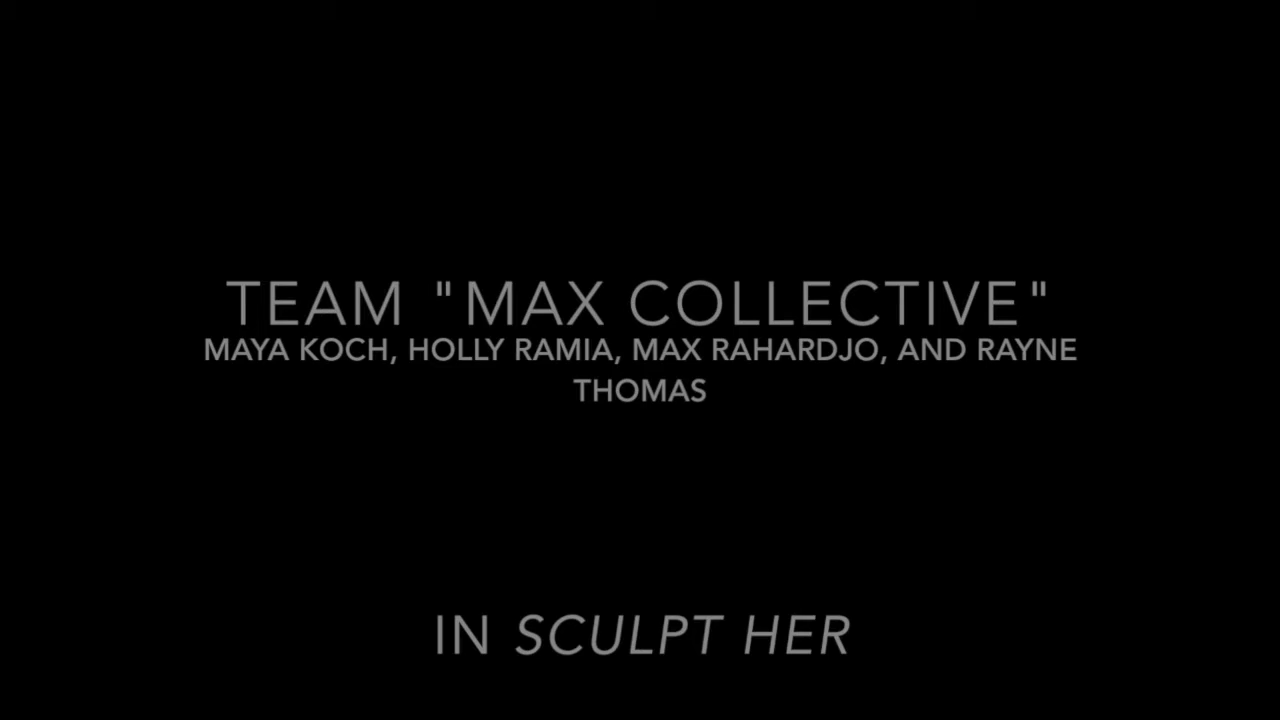 TEAM "MAX COLLECTIVE"
MAYA KOCH, HOLLY RAMIA, MAX RAHARDJO, AND RAYNE
THOMAS
IN SCULPT HER